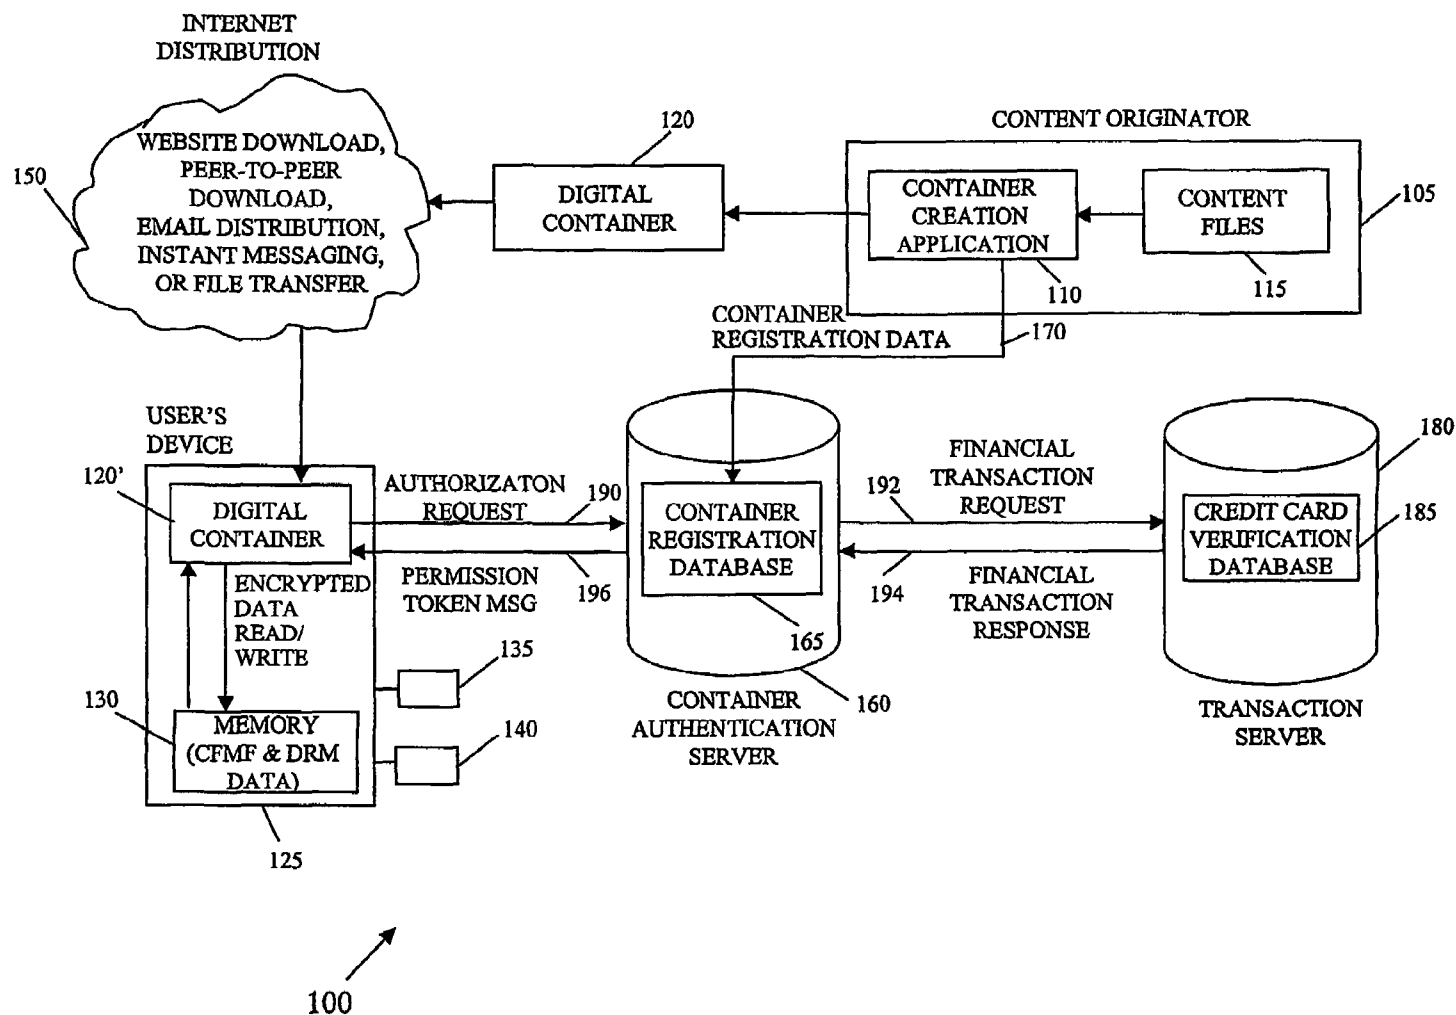 INTERNET
DISTRIBUTION
WEBSITE DOWNLOAD,
PEER-TO-PEER
DOWNLOAD,
EMAIL DISTRIBUTION,
INSTANT MESSAGING,
OR FILE TRANSFER
150
120
DIGITAL
CONTAINER
CONTENT ORIGINATOR
CONTAINER
CREATION
APPLICATION
110
CONTENT
FILES
115
105
CONTAINER
REGISTRATION DATA
170
USER'S
DEVICE
120'
DIGITAL
CONTAINER
AUTHORIZATON
REQUEST
190
PERMISSION
TOKEN MSG
196
ENCRYPTED
DATA
READ/
WRITE
130
MEMORY
(CFMF & DRM
DATA)
125
135
140
CONTAINER
REGISTRATION
DATABASE
165
160
CONTAINER
AUTHENTICATION
SERVER
FINANCIAL
TRANSACTION
REQUEST
192
194
FINANCIAL
TRANSACTION
RESPONSE
180
CREDIT CARD
VERIFICATION
DATABASE
185
TRANSACTION
SERVER
100